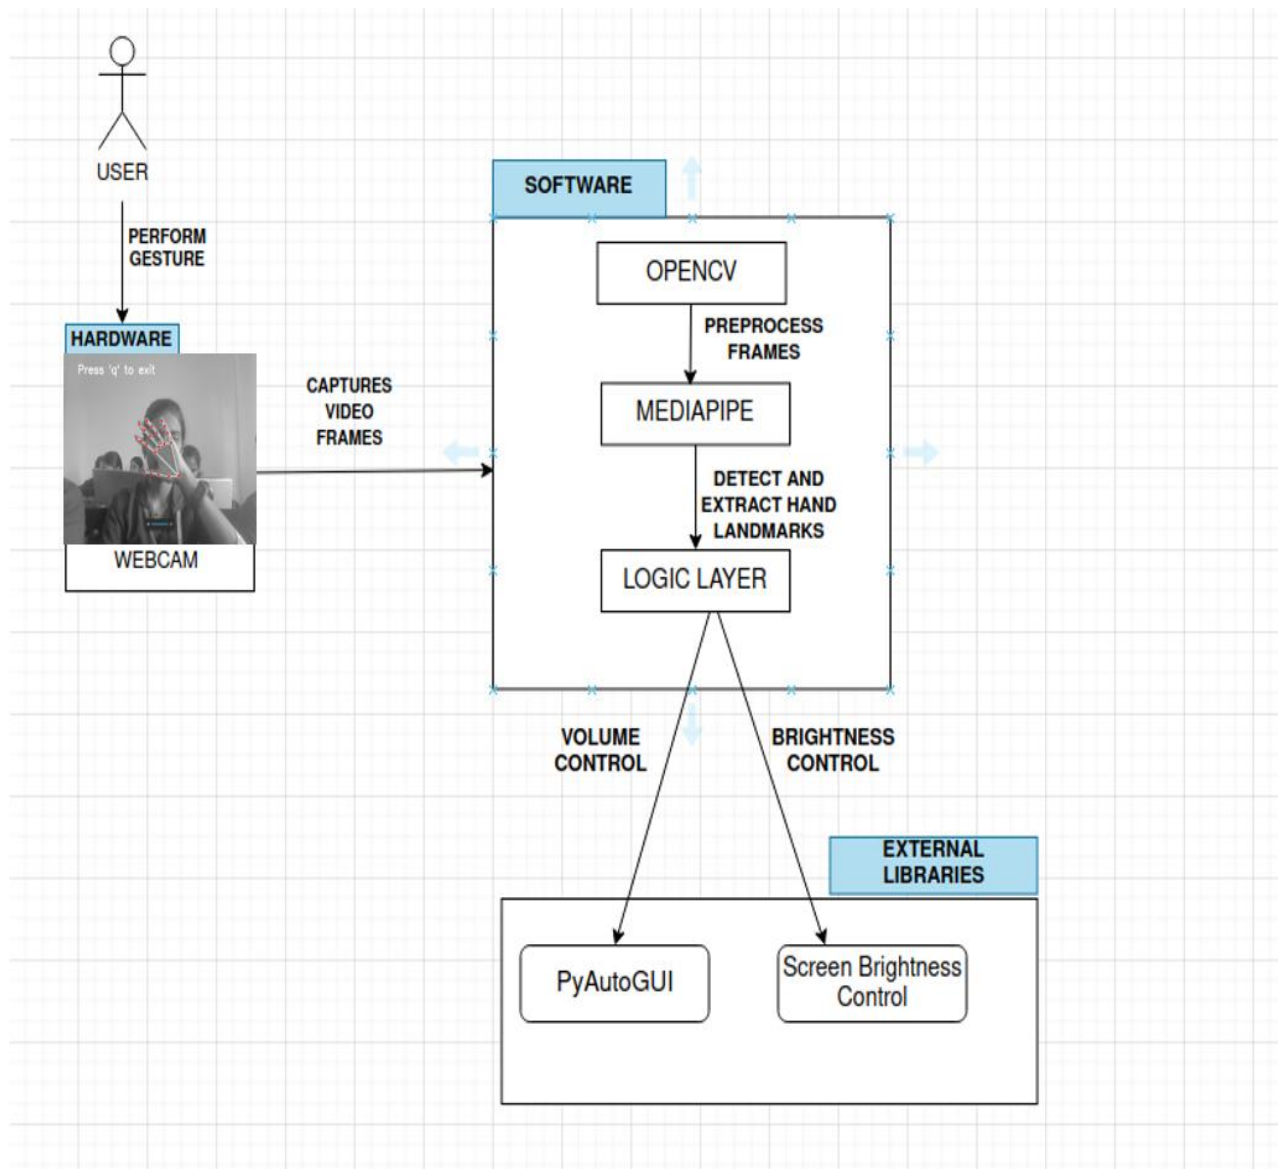 USER
PERFORM
GESTURE
HARDWARE
Press 'q' to exit
WEBCAM
CAPTURES
VIDEO
FRAMES
SOFTWARE
OPENCV
PREPROCESS
FRAMES
MEDIAPIPE
DETECT AND
EXTRACT HAND
LANDMARKS
LOGIC LAYER
VOLUME
CONTROL
BRIGHTNESS
CONTROL
EXTERNAL
LIBRARIES
PyAutoGUI
Screen Brightness
Control